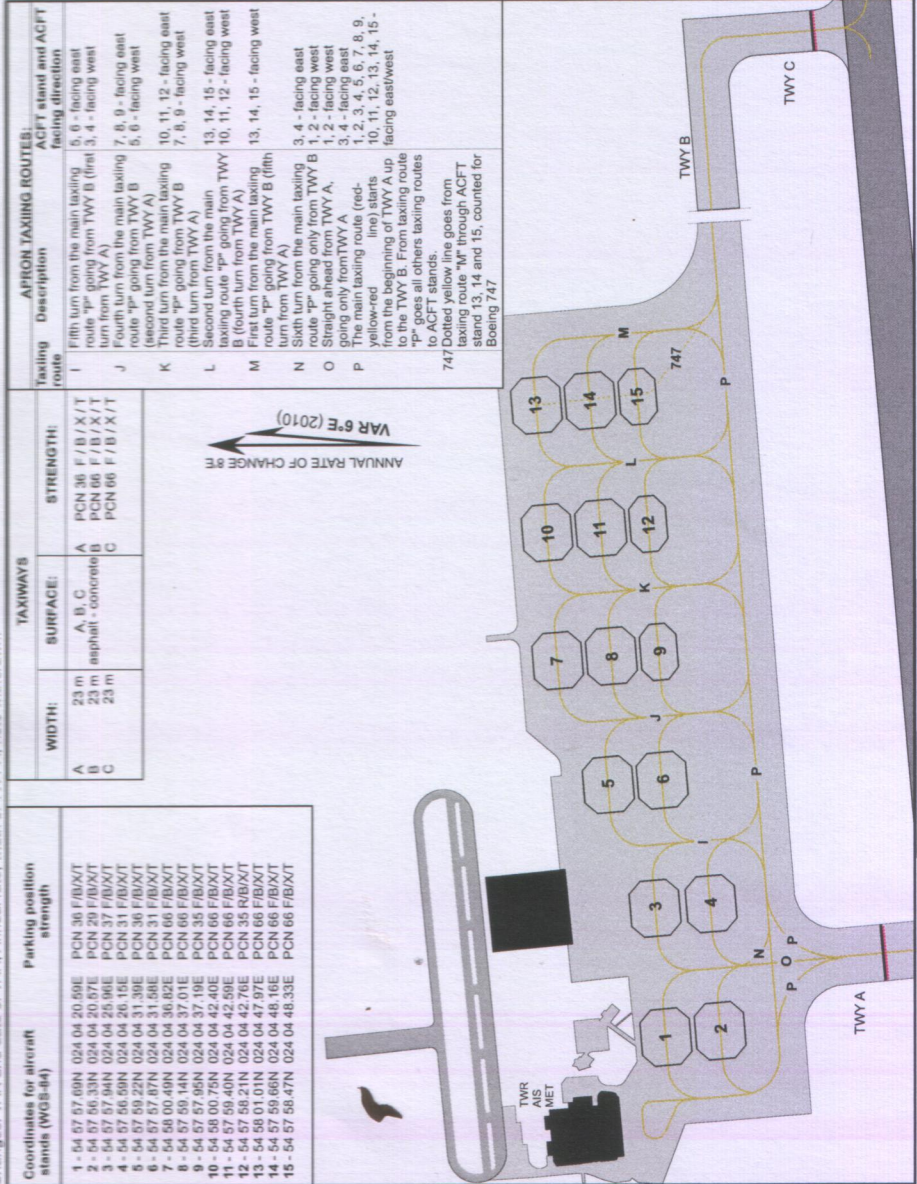 Coordinates for aircraft stands (WGS-84)
Parking position strength
1 - 54 57 57.69N 024 04 20.59E PCN 36 F/B/X/T
2 - 54 57 56.33N 024 04 20.57E PCN 29 F/B/X/T
3 - 54 57 57.94N 024 04 25.96E PCN 37 F/B/X/T
4 - 54 57 56.59N 024 04 26.15E PCN 31 F/B/X/T
5 - 54 57 59.22N 024 04 31.39E PCN 36 F/B/X/T
6 - 54 57 57.87N 024 04 31.58E PCN 31 F/B/X/T
7 - 54 58 00.49N 024 04 36.82E PCN 66 F/B/X/T
8 - 54 57 59.14N 024 04 37.01E PCN 66 F/B/X/T
9 - 54 57 57.95N 024 04 37.19E PCN 35 F/B/X/T
10 - 54 58 00.75N 024 04 42.40E PCN 66 F/B/X/T
11 - 54 57 59.40N 024 04 42.59E PCN 66 F/B/X/T
12 - 54 57 58.21N 024 04 42.76E PCN 35 R/B/X/T
13 - 54 58 01.01N 024 04 47.97E PCN 66 F/B/X/T
14 - 54 57 59.66N 024 04 48.16E PCN 66 F/B/X/T
15 - 54 57 58.47N 024 04 48.33E PCN 66 F/B/X/T
TAXIWAYS
WIDTH: SURFACE: STRENGTH:
A 23 m A, B, C A PCN 36 F/B/X/T
B 23 m asphalt - concrete B PCN 66 F/B/X/T
C 23 m C PCN 66 F/B/X/T
APRON TAXIING ROUTES:
Taxiing route
Description
ACFT stand and ACFT facing direction
I Fifth turn from the main taxiing 5, 6 - facing east
route "P" going from TWY B (first 3, 4 - facing west
turn from TWY A)
J Fourth turn from the main taxiing 7, 8, 9 - facing east
route "P" going from TWY B 5, 6 - facing west
(second turn from TWY A)
K Third turn from the main taxiing 10, 11, 12 - facing east
route "P" going from TWY B 7, 8, 9 - facing west
(third turn from TWY A)
L Second turn from the main 13, 14, 15 - facing east
taxiing route "P" going from TWY 10, 11, 12 - facing west
B (fourth turn from TWY A)
M First turn from the main taxiing 13, 14, 15 - facing west
route "P" going from TWY B (fifth
turn from TWY A)
N Sixth turn from the main taxiing 3, 4 - facing east
route "P" going only from TWY B 1, 2 - facing west
O Straight ahead from TWY A, 1, 2 - facing west
going only fromTWY A 3, 4 - facing east
P The main taxiing route (red- 1, 2, 3, 4, 5, 6, 7, 8, 9,
yellow-red line) starts 10, 11, 12, 13, 14, 15 -
from the beginning of TWY A up facing east/west
to the TWY B. From taxiing route
"P" goes all others taxiing routes
to ACFT stands.
747 Dotted yellow line goes from
taxiing route "M" through ACFT
stand 13, 14 and 15, counted for
Boeing 747
ANNUAL RATE OF CHANGE 8'E
VAR 6°E (2010)
TWR
AIS
MET
1
2
3
4
5
6
7
8
9
10
11
12
13
14
15
I
J
K
L
M
N
O
P
P
P
P
747
TWY A
TWY B
TWY C